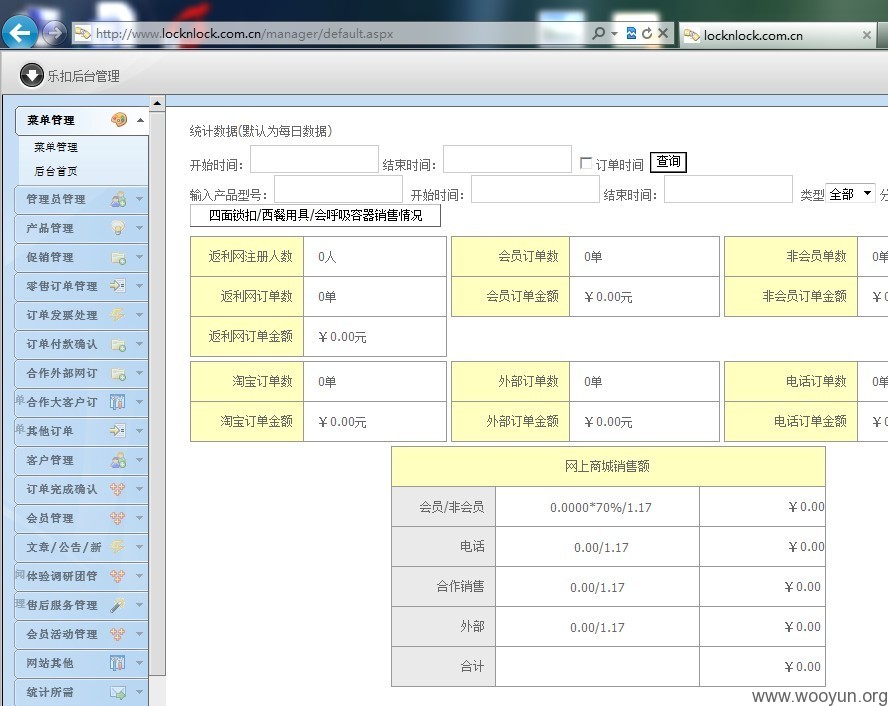 http://www.locknlock.com.cn/manager/default.aspx
locknlock.com.cn
乐扣后台管理
菜单管理
菜单管理
后台首页
管理员管理
产品管理
促销管理
零售订单管理
订单发票处理
订单付款确认
合作外部网订
单合作大客户订
单其他订单
客户管理
订单完成确认
会员管理
文章/公告/新
闻体验调研团管
理售后服务管理
会员活动管理
网站其他
统计所需
统计数据(默认为每日数据)
开始时间: 结束时间: 订单时间 查询
输入产品型号: 开始时间: 结束时间: 类型 全部 分
四面锁扣/西餐用具/会呼吸容器销售情况
返利网注册人数 0人 会员订单数 0单 非会员单数 0单
返利网订单数 0单 会员订单金额 ￥0.00元 非会员订单金额 ￥0
返利网订单金额 ￥0.00元
淘宝订单数 0单 外部订单数 0单 电话订单数 0单
淘宝订单金额 ￥0.00元 外部订单金额 ￥0.00元 电话订单金额 ￥0
网上商城销售额
会员/非会员 0.0000*70%/1.17 ￥0.00
电话 0.00/1.17 ￥0.00
合作销售 0.00/1.17 ￥0.00
外部 0.00/1.17 ￥0.00
合计 ￥0.00
www.wooyun.org